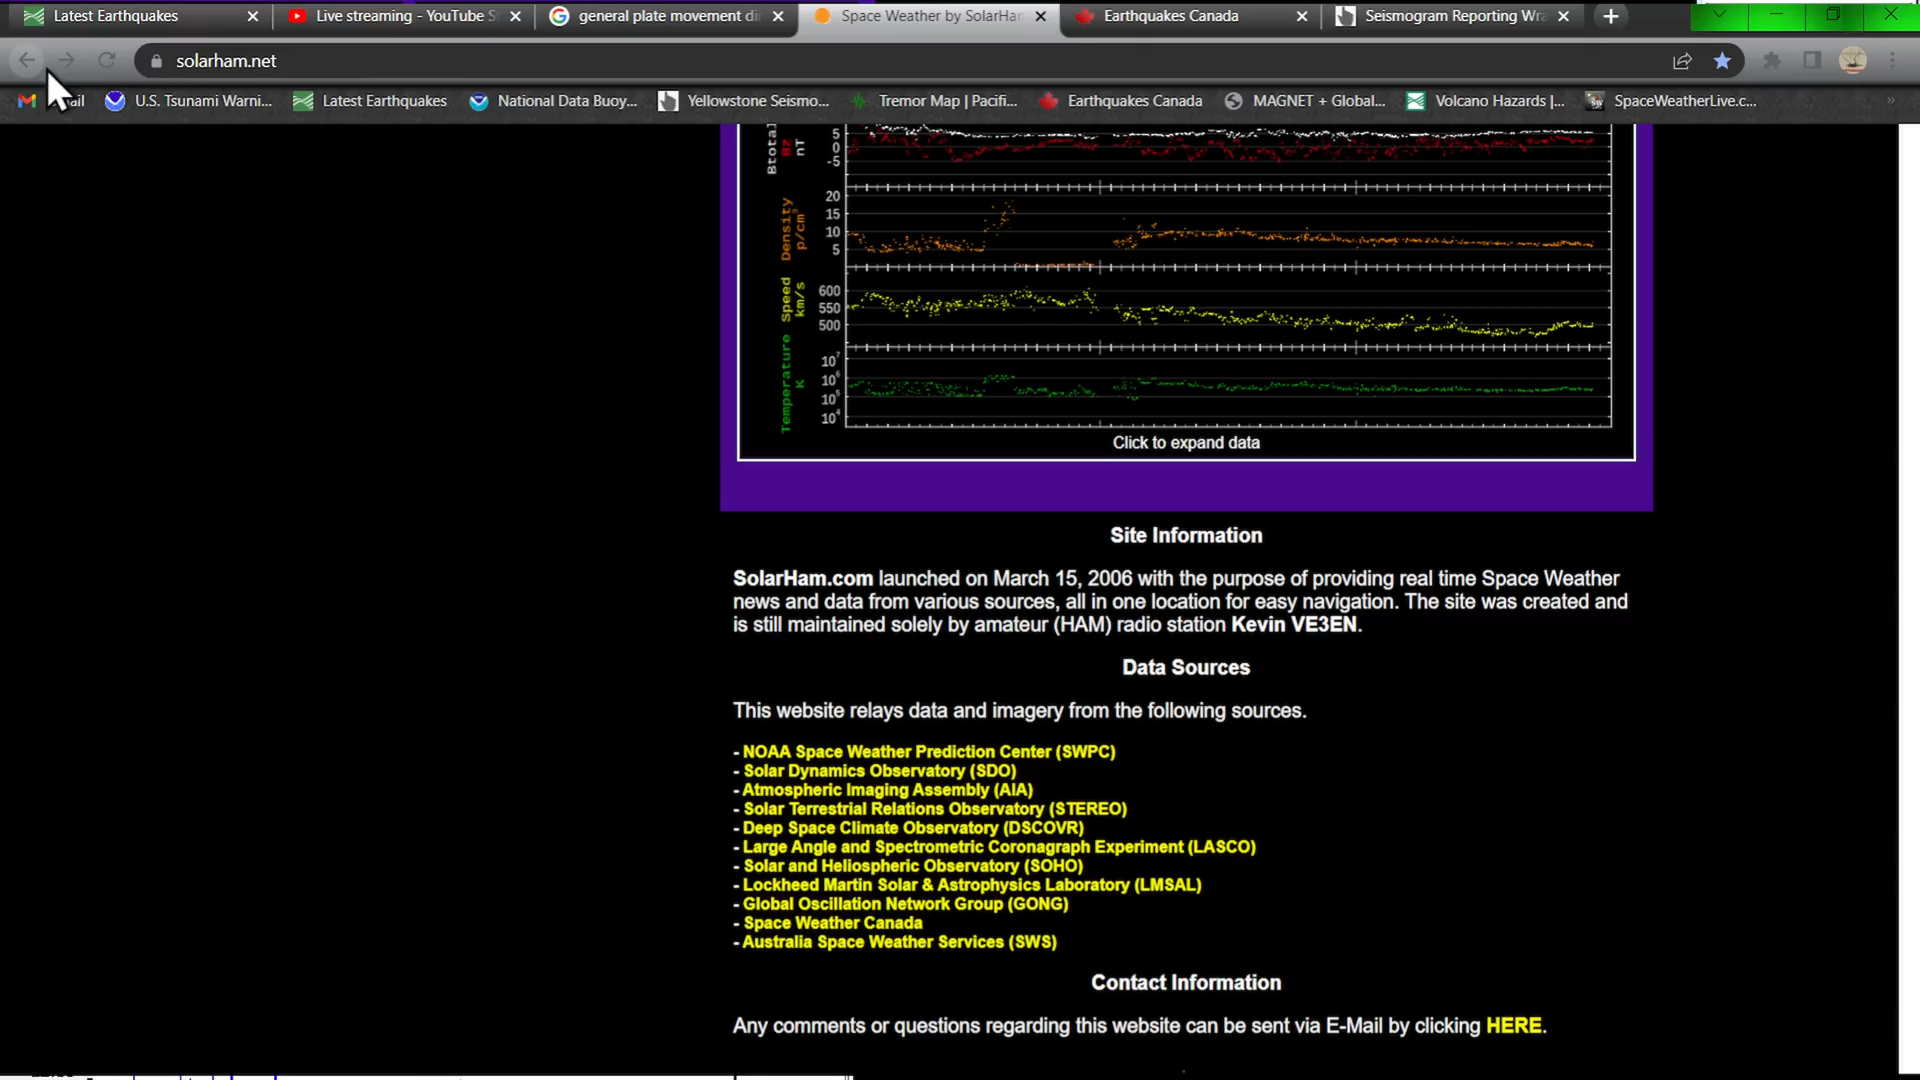 Latest Earthquakes
Live streaming - YouTube S
general plate movement di
Space Weather by SolarHam
Earthquakes Canada
Seismogram Reporting Wra
solarham.net
U.S. Tsunami Warni...
Latest Earthquakes
National Data Buoy...
Yellowstone Seismo...
Tremor Map | Pacifi...
Earthquakes Canada
MAGNET + Global...
Volcano Hazards |...
SpaceWeatherLive.c...
Btotal
Bz
nT
5
0
-5
Density
p/cm³
20
15
10
5
Speed
km/s
600
550
500
Temperature
K
10⁷
10⁶
10⁵
10⁴
Click to expand data
Site Information
SolarHam.com launched on March 15, 2006 with the purpose of providing real time Space Weather
news and data from various sources, all in one location for easy navigation. The site was created and
is still maintained solely by amateur (HAM) radio station Kevin VE3EN.
Data Sources
This website relays data and imagery from the following sources.
- NOAA Space Weather Prediction Center (SWPC)
- Solar Dynamics Observatory (SDO)
- Atmospheric Imaging Assembly (AIA)
- Solar Terrestrial Relations Observatory (STEREO)
- Deep Space Climate Observatory (DSCOVR)
- Large Angle and Spectrometric Coronagraph Experiment (LASCO)
- Solar and Heliospheric Observatory (SOHO)
- Lockheed Martin Solar & Astrophysics Laboratory (LMSAL)
- Global Oscillation Network Group (GONG)
- Space Weather Canada
- Australia Space Weather Services (SWS)
Contact Information
Any comments or questions regarding this website can be sent via E-Mail by clicking HERE.